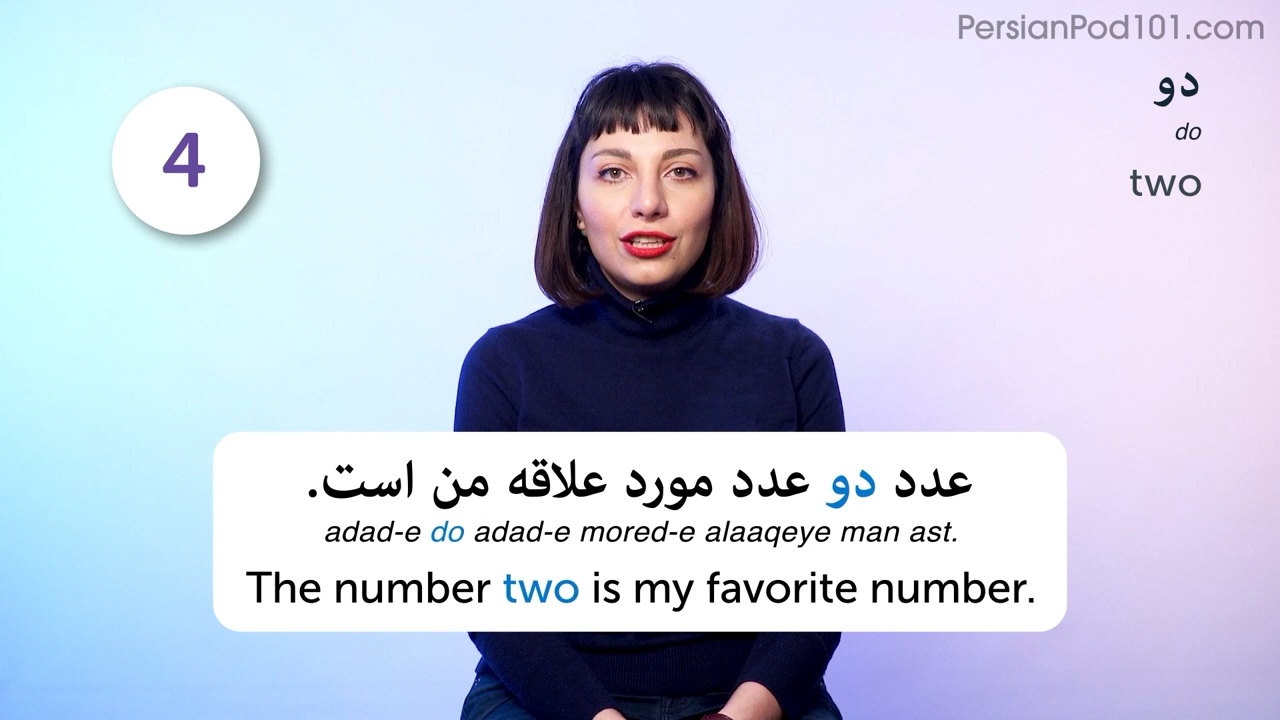 PersianPod101.com
4
دو
do
two
عدد دو عدد مورد علاقه من است.
adad-e do adad-e mored-e alaaqeye man ast.
The number two is my favorite number.